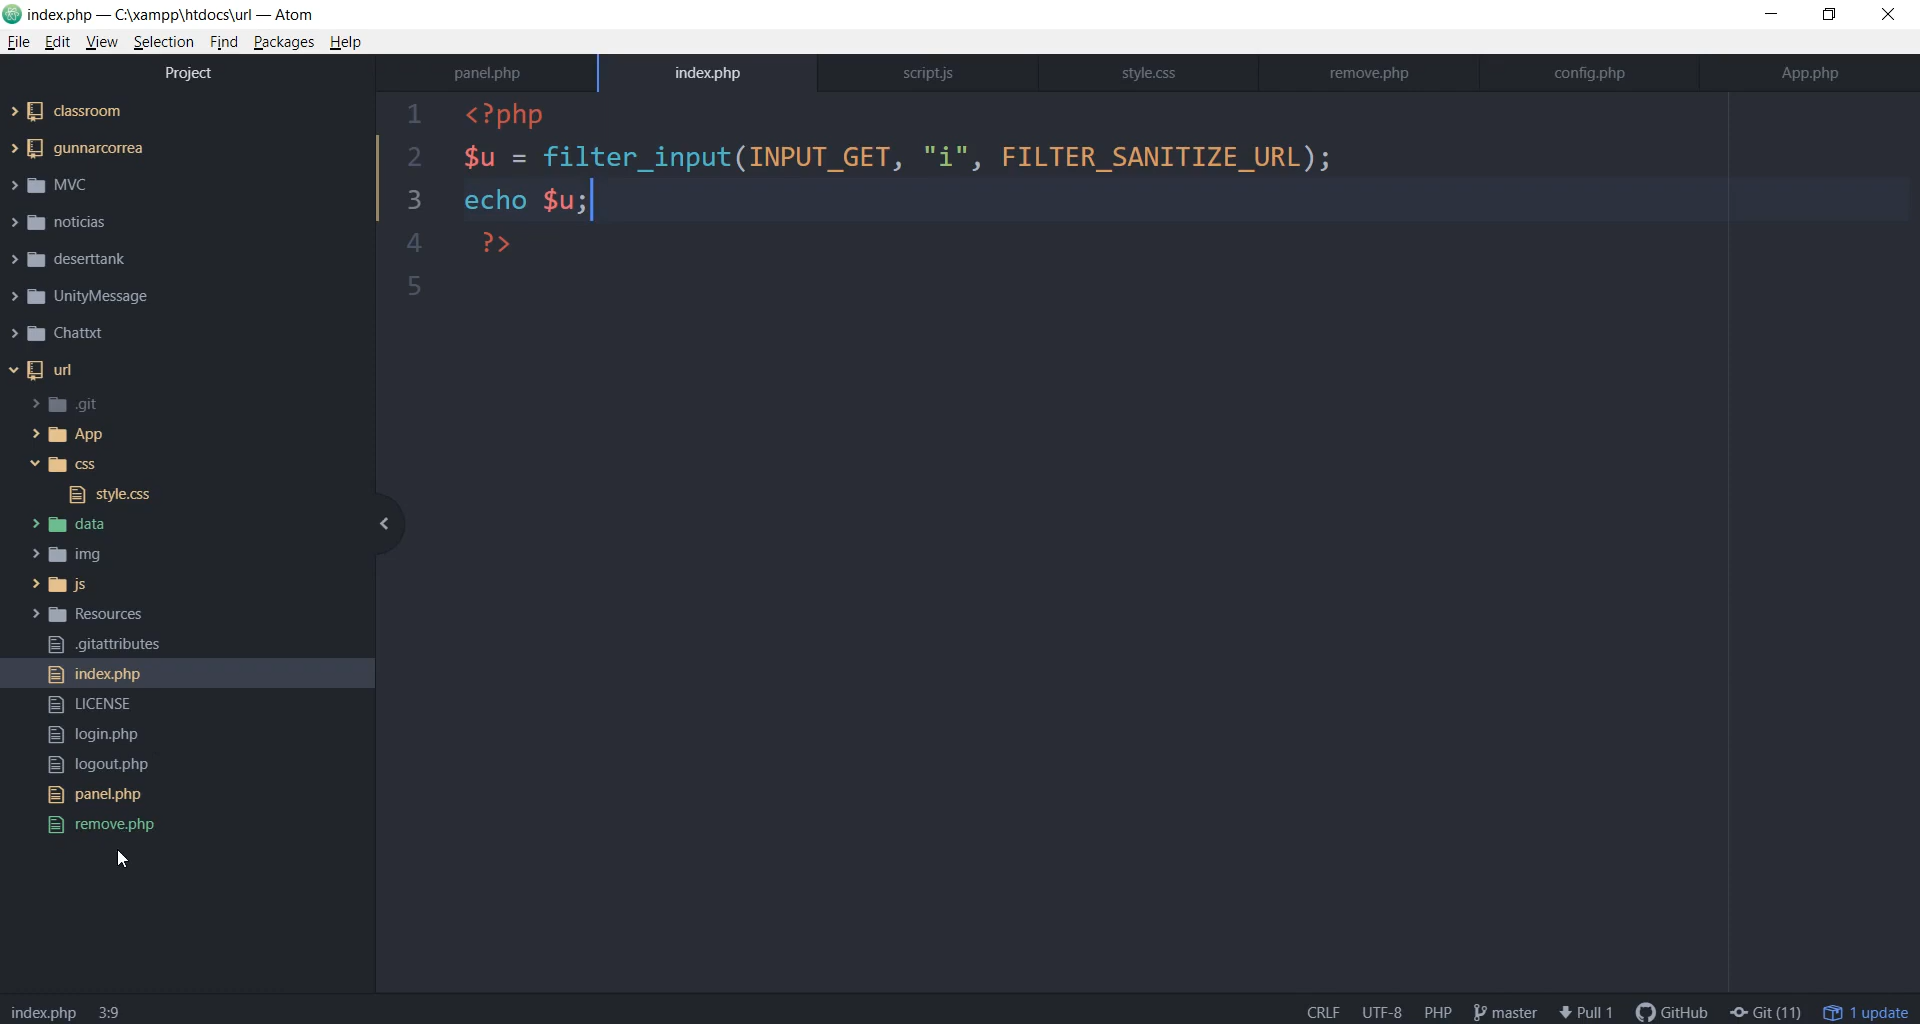 index.php — C:\xampp\htdocs\url — Atom
File Edit View Selection Find Packages Help
Project
panel.php index.php script.js style.css remove.php config.php App.php
classroom
gunnarcorrea
MVC
noticias
deserttank
UnityMessage
Chattxt
url
.git
App
css
style.css
data
img
js
Resources
.gitattributes
index.php
LICENSE
login.php
logout.php
panel.php
remove.php
1 <?php
2 $u = filter_input(INPUT_GET, "i", FILTER_SANITIZE_URL);
3 echo $u;
4 ?>
5
index.php 3:9 CRLF UTF-8 PHP master Pull 1 GitHub Git (11) 1 update